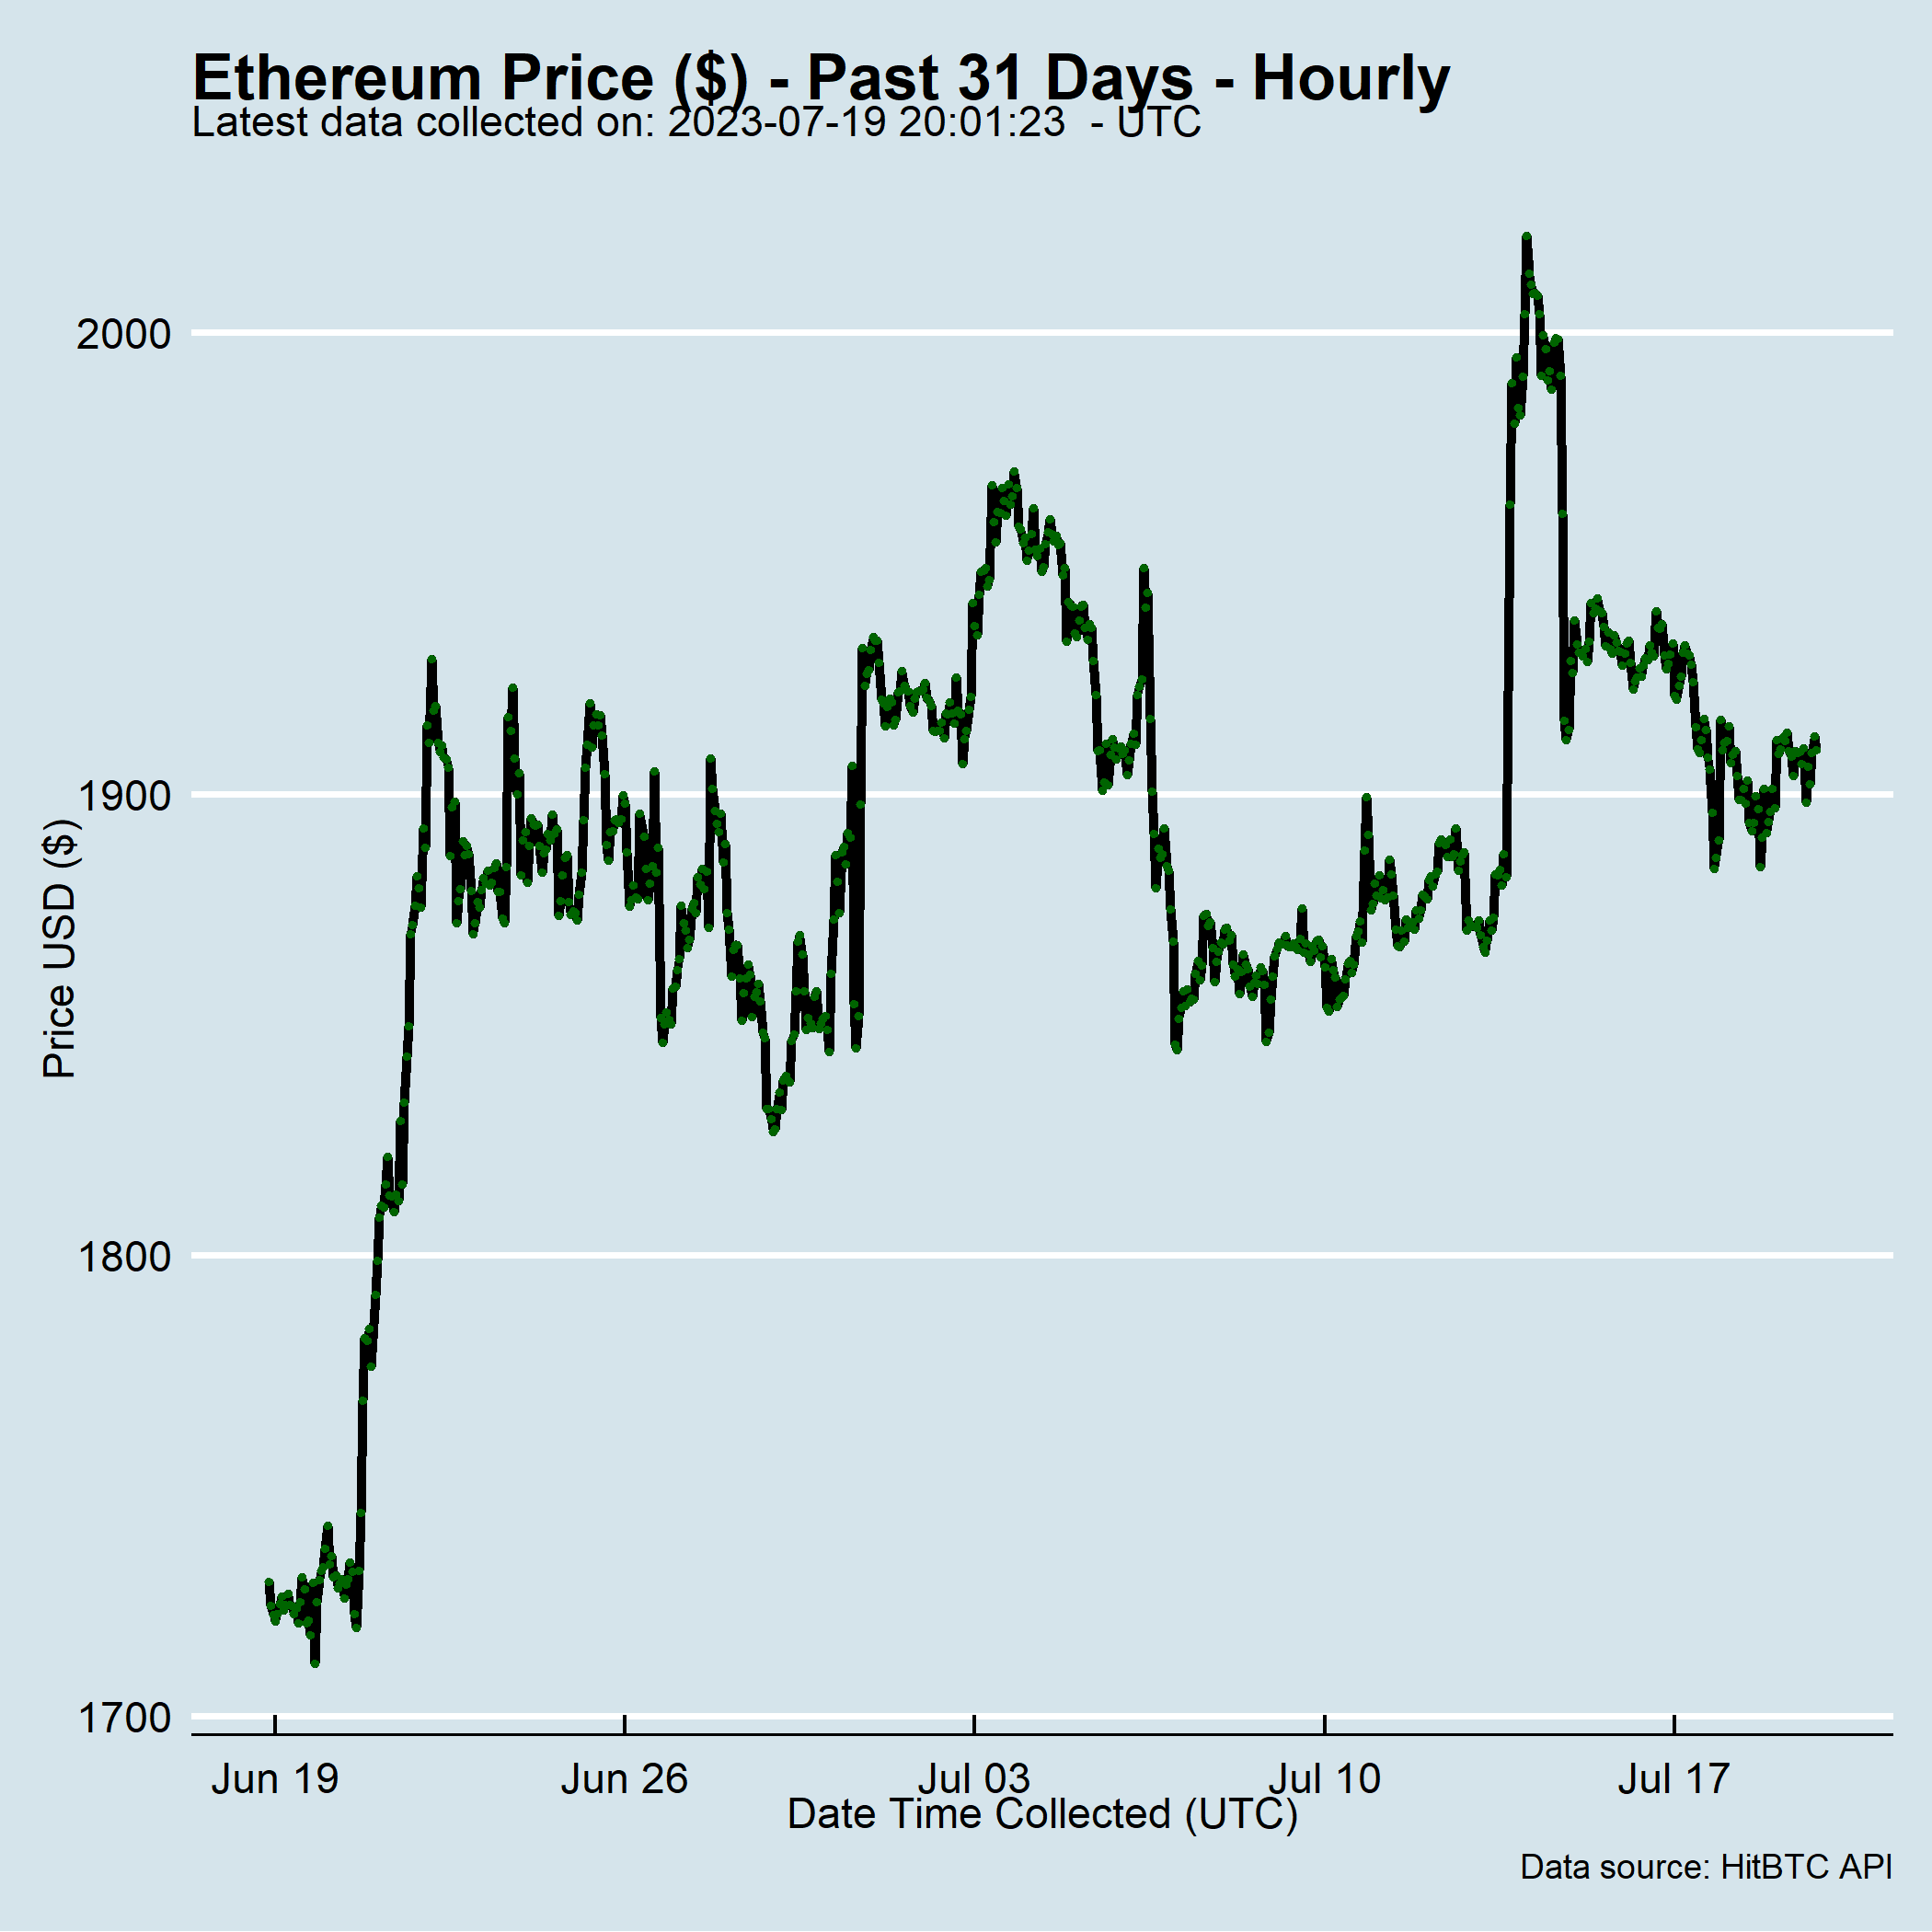 Ethereum Price ($) - Past 31 Days - Hourly
Latest data collected on: 2023-07-19 20:01:23  - UTC
2000
1900
1800
1700
Price USD ($)
Jun 19 Jun 26 Jul 03 Jul 10 Jul 17
Date Time Collected (UTC)
Data source: HitBTC API